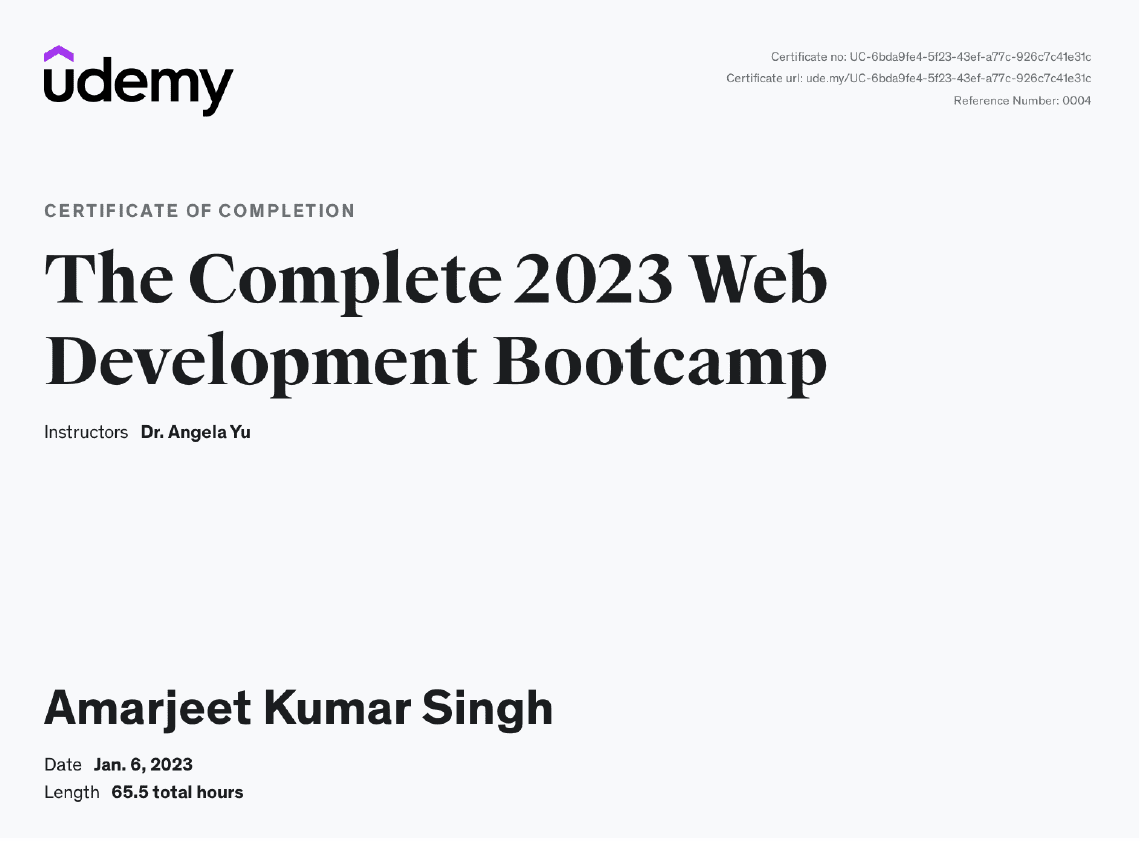 udemy
Certificate no: UC-6bda9fe4-5f23-43ef-a77c-926c7c41e31c
Certificate url: ude.my/UC-6bda9fe4-5f23-43ef-a77c-926c7c41e31c
Reference Number: 0004
CERTIFICATE OF COMPLETION
The Complete 2023 Web
Development Bootcamp
Instructors Dr. Angela Yu
Amarjeet Kumar Singh
Date Jan. 6, 2023
Length 65.5 total hours